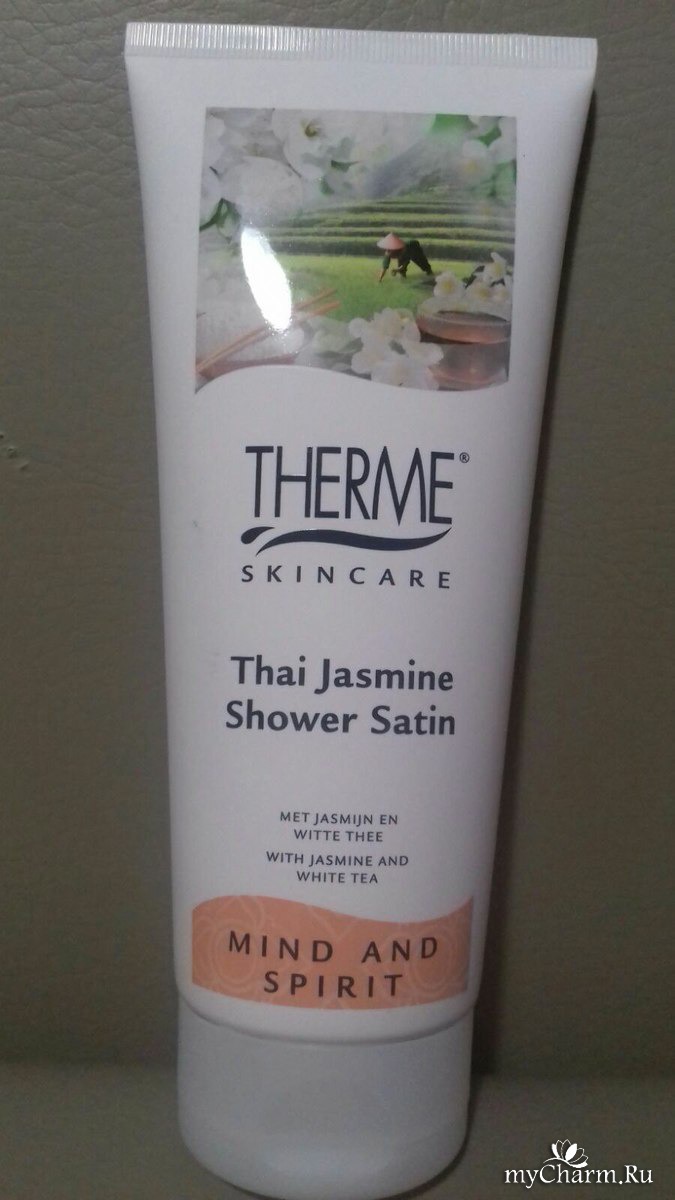 THERME®
SKINCARE
Thai Jasmine
Shower Satin
MET JASMIJN EN
WITTE THEE
WITH JASMINE AND
WHITE TEA
MIND AND
SPIRIT
myCharm.Ru